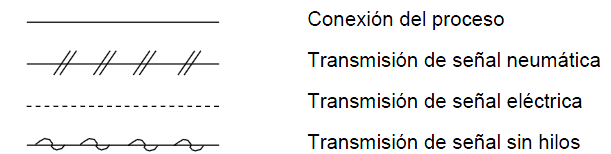 Conexión del proceso
Transmisión de señal neumática
Transmisión de señal eléctrica
Transmisión de señal sin hilos